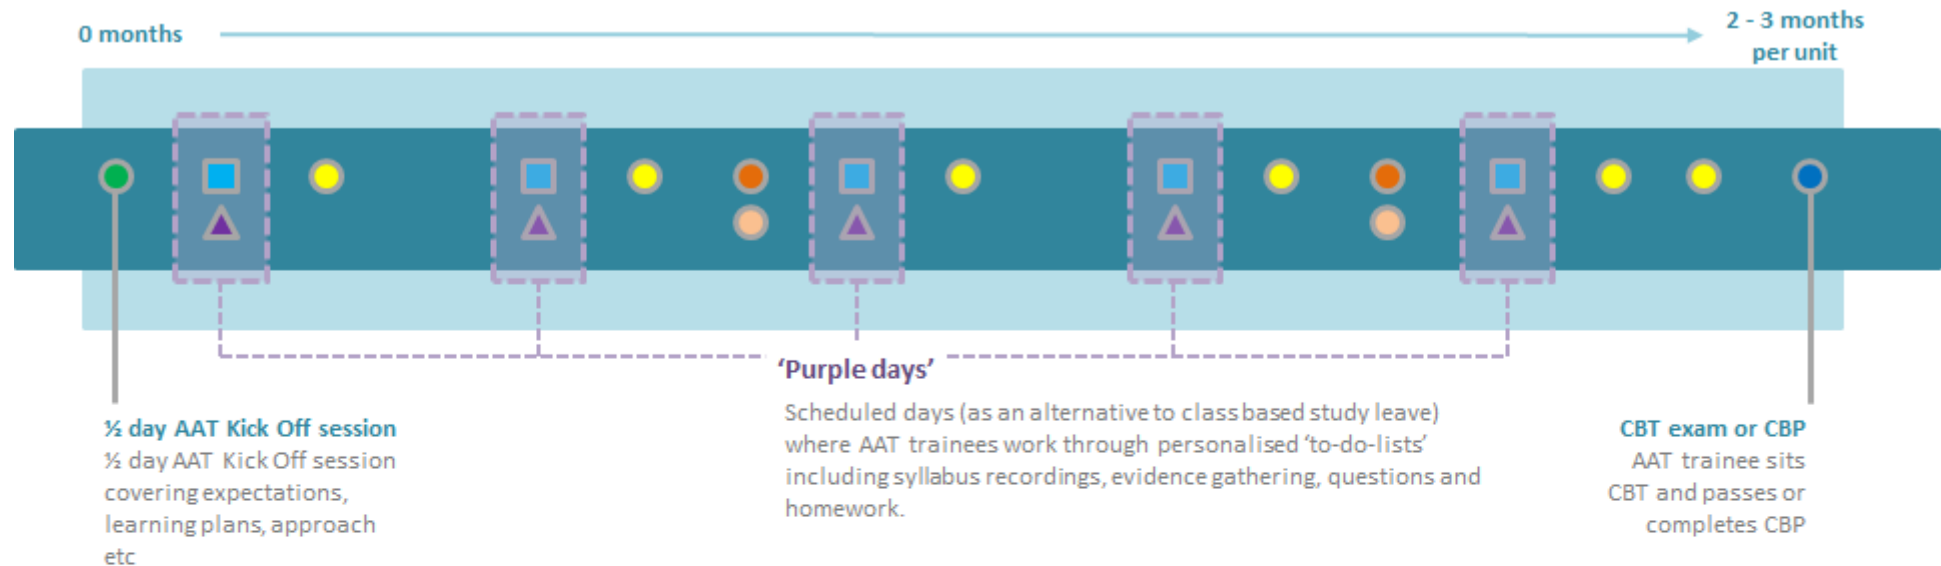 0 months
2 - 3 months
per unit
‘Purple days’
Scheduled days (as an alternative to class based study leave)
where AAT trainees work through personalised ‘to-do-lists’
including syllabus recordings, evidence gathering, questions and
homework.
½ day AAT Kick Off session
½ day AAT Kick Off session
covering expectations,
learning plans, approach
etc
CBT exam or CBP
AAT trainee sits
CBT and passes or
completes CBP